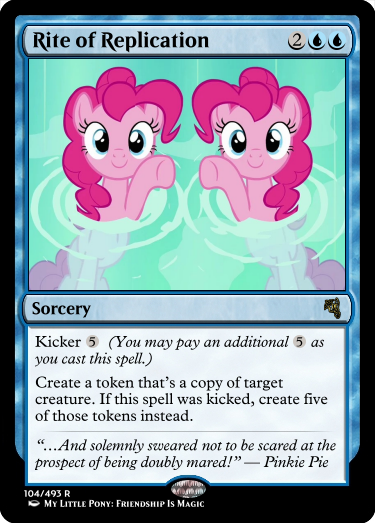 Rite of Replication 2
Sorcery
Kicker 5 (You may pay an additional 5 as
you cast this spell.)
Create a token that's a copy of target
creature. If this spell was kicked, create five
of those tokens instead.
“…And solemnly sweared not to be scared at the
prospect of being doubly mared!” — Pinkie Pie
104/493 R
My Little Pony: Friendship Is Magic